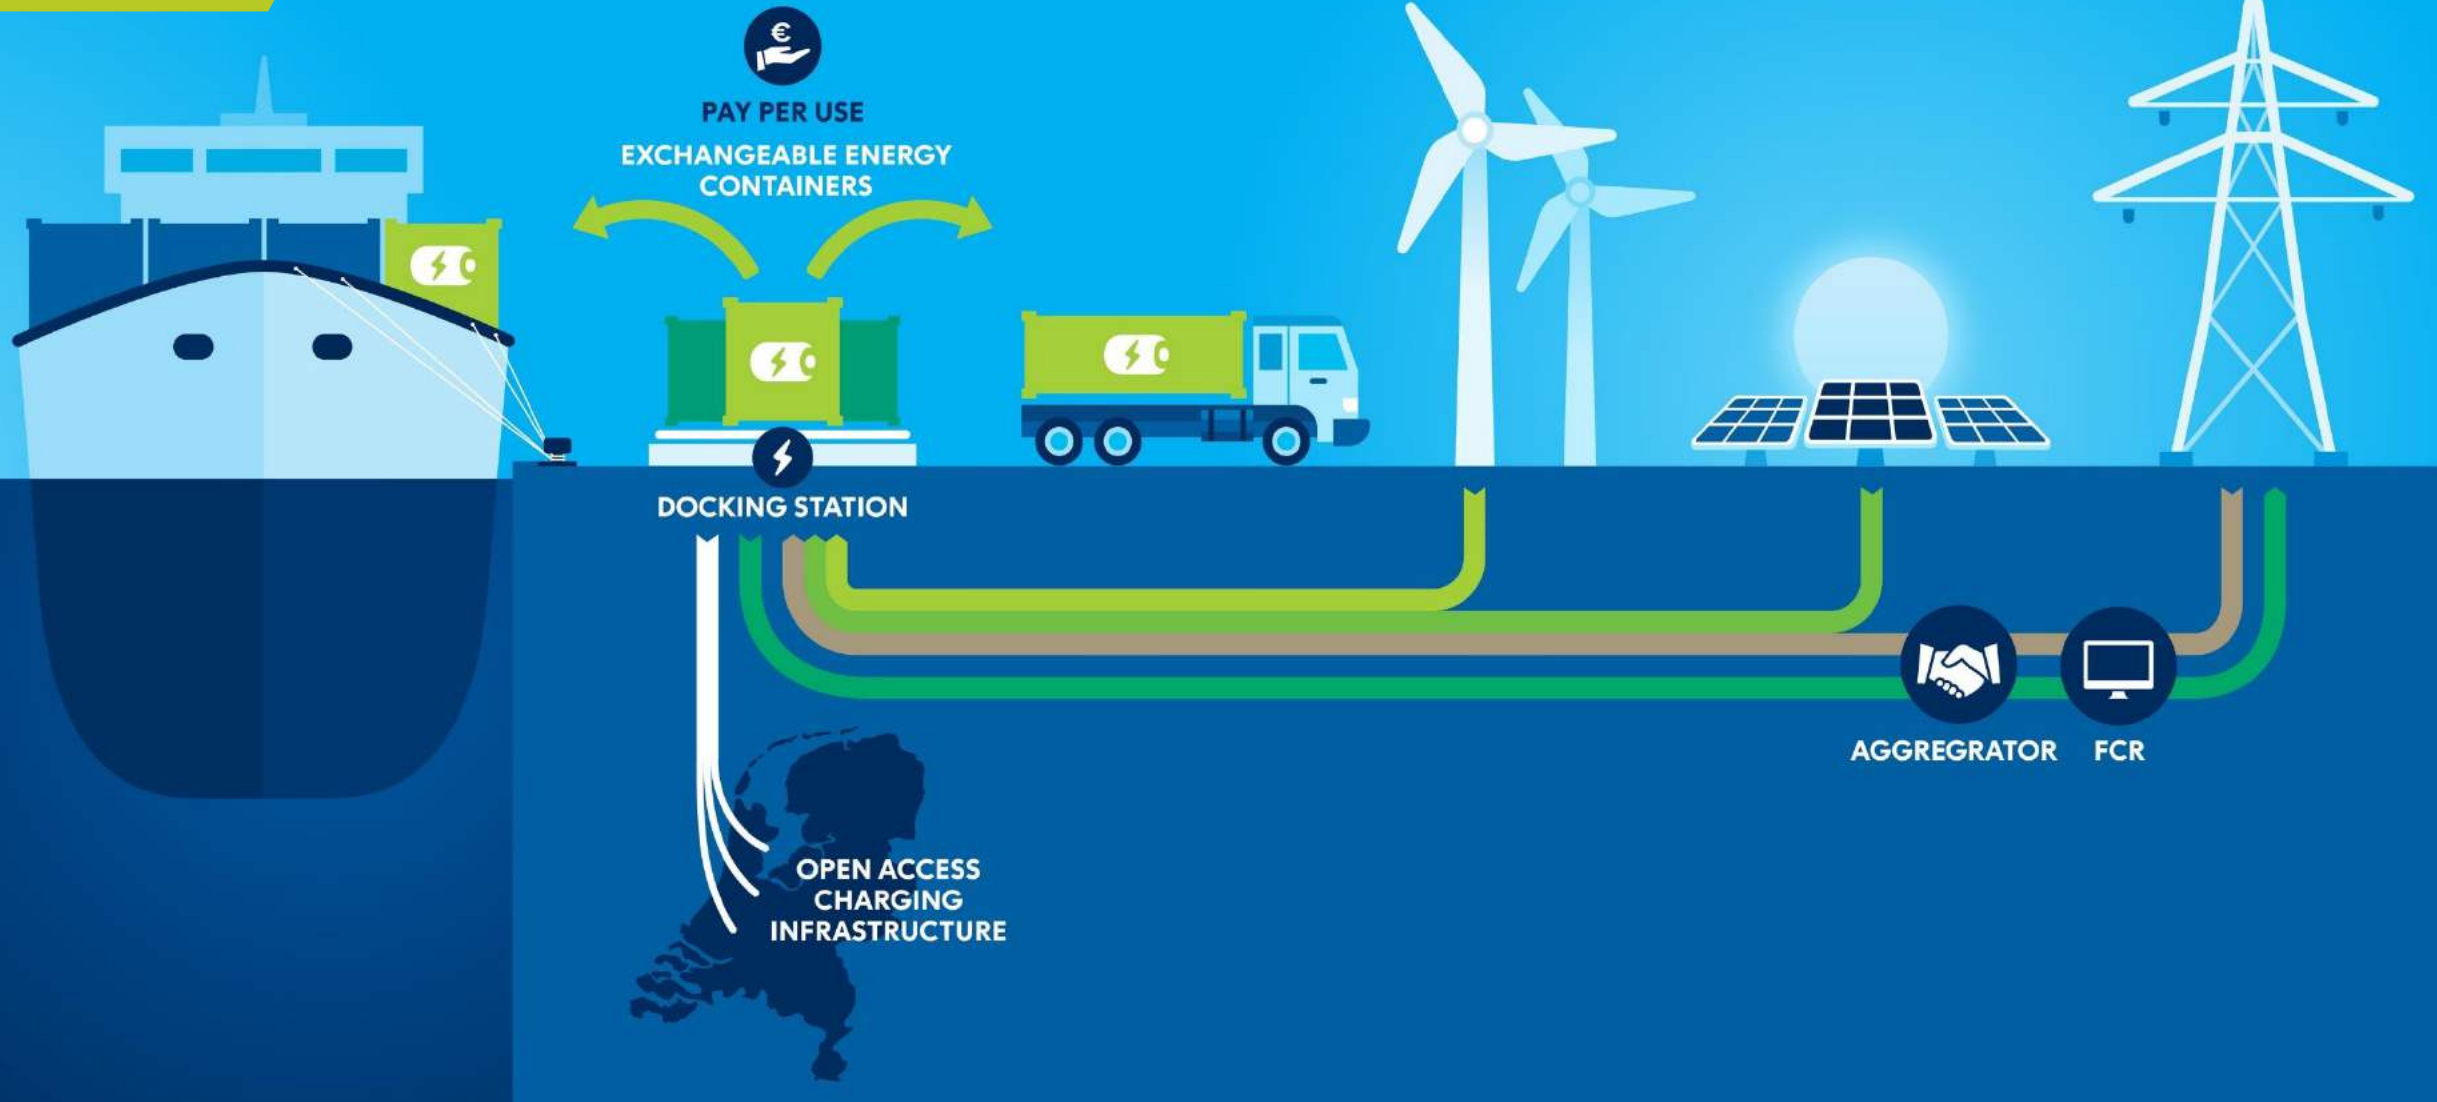 €
PAY PER USE
EXCHANGEABLE ENERGY
CONTAINERS
DOCKING STATION
AGGREGRATOR
FCR
OPEN ACCESS
CHARGING
INFRASTRUCTURE